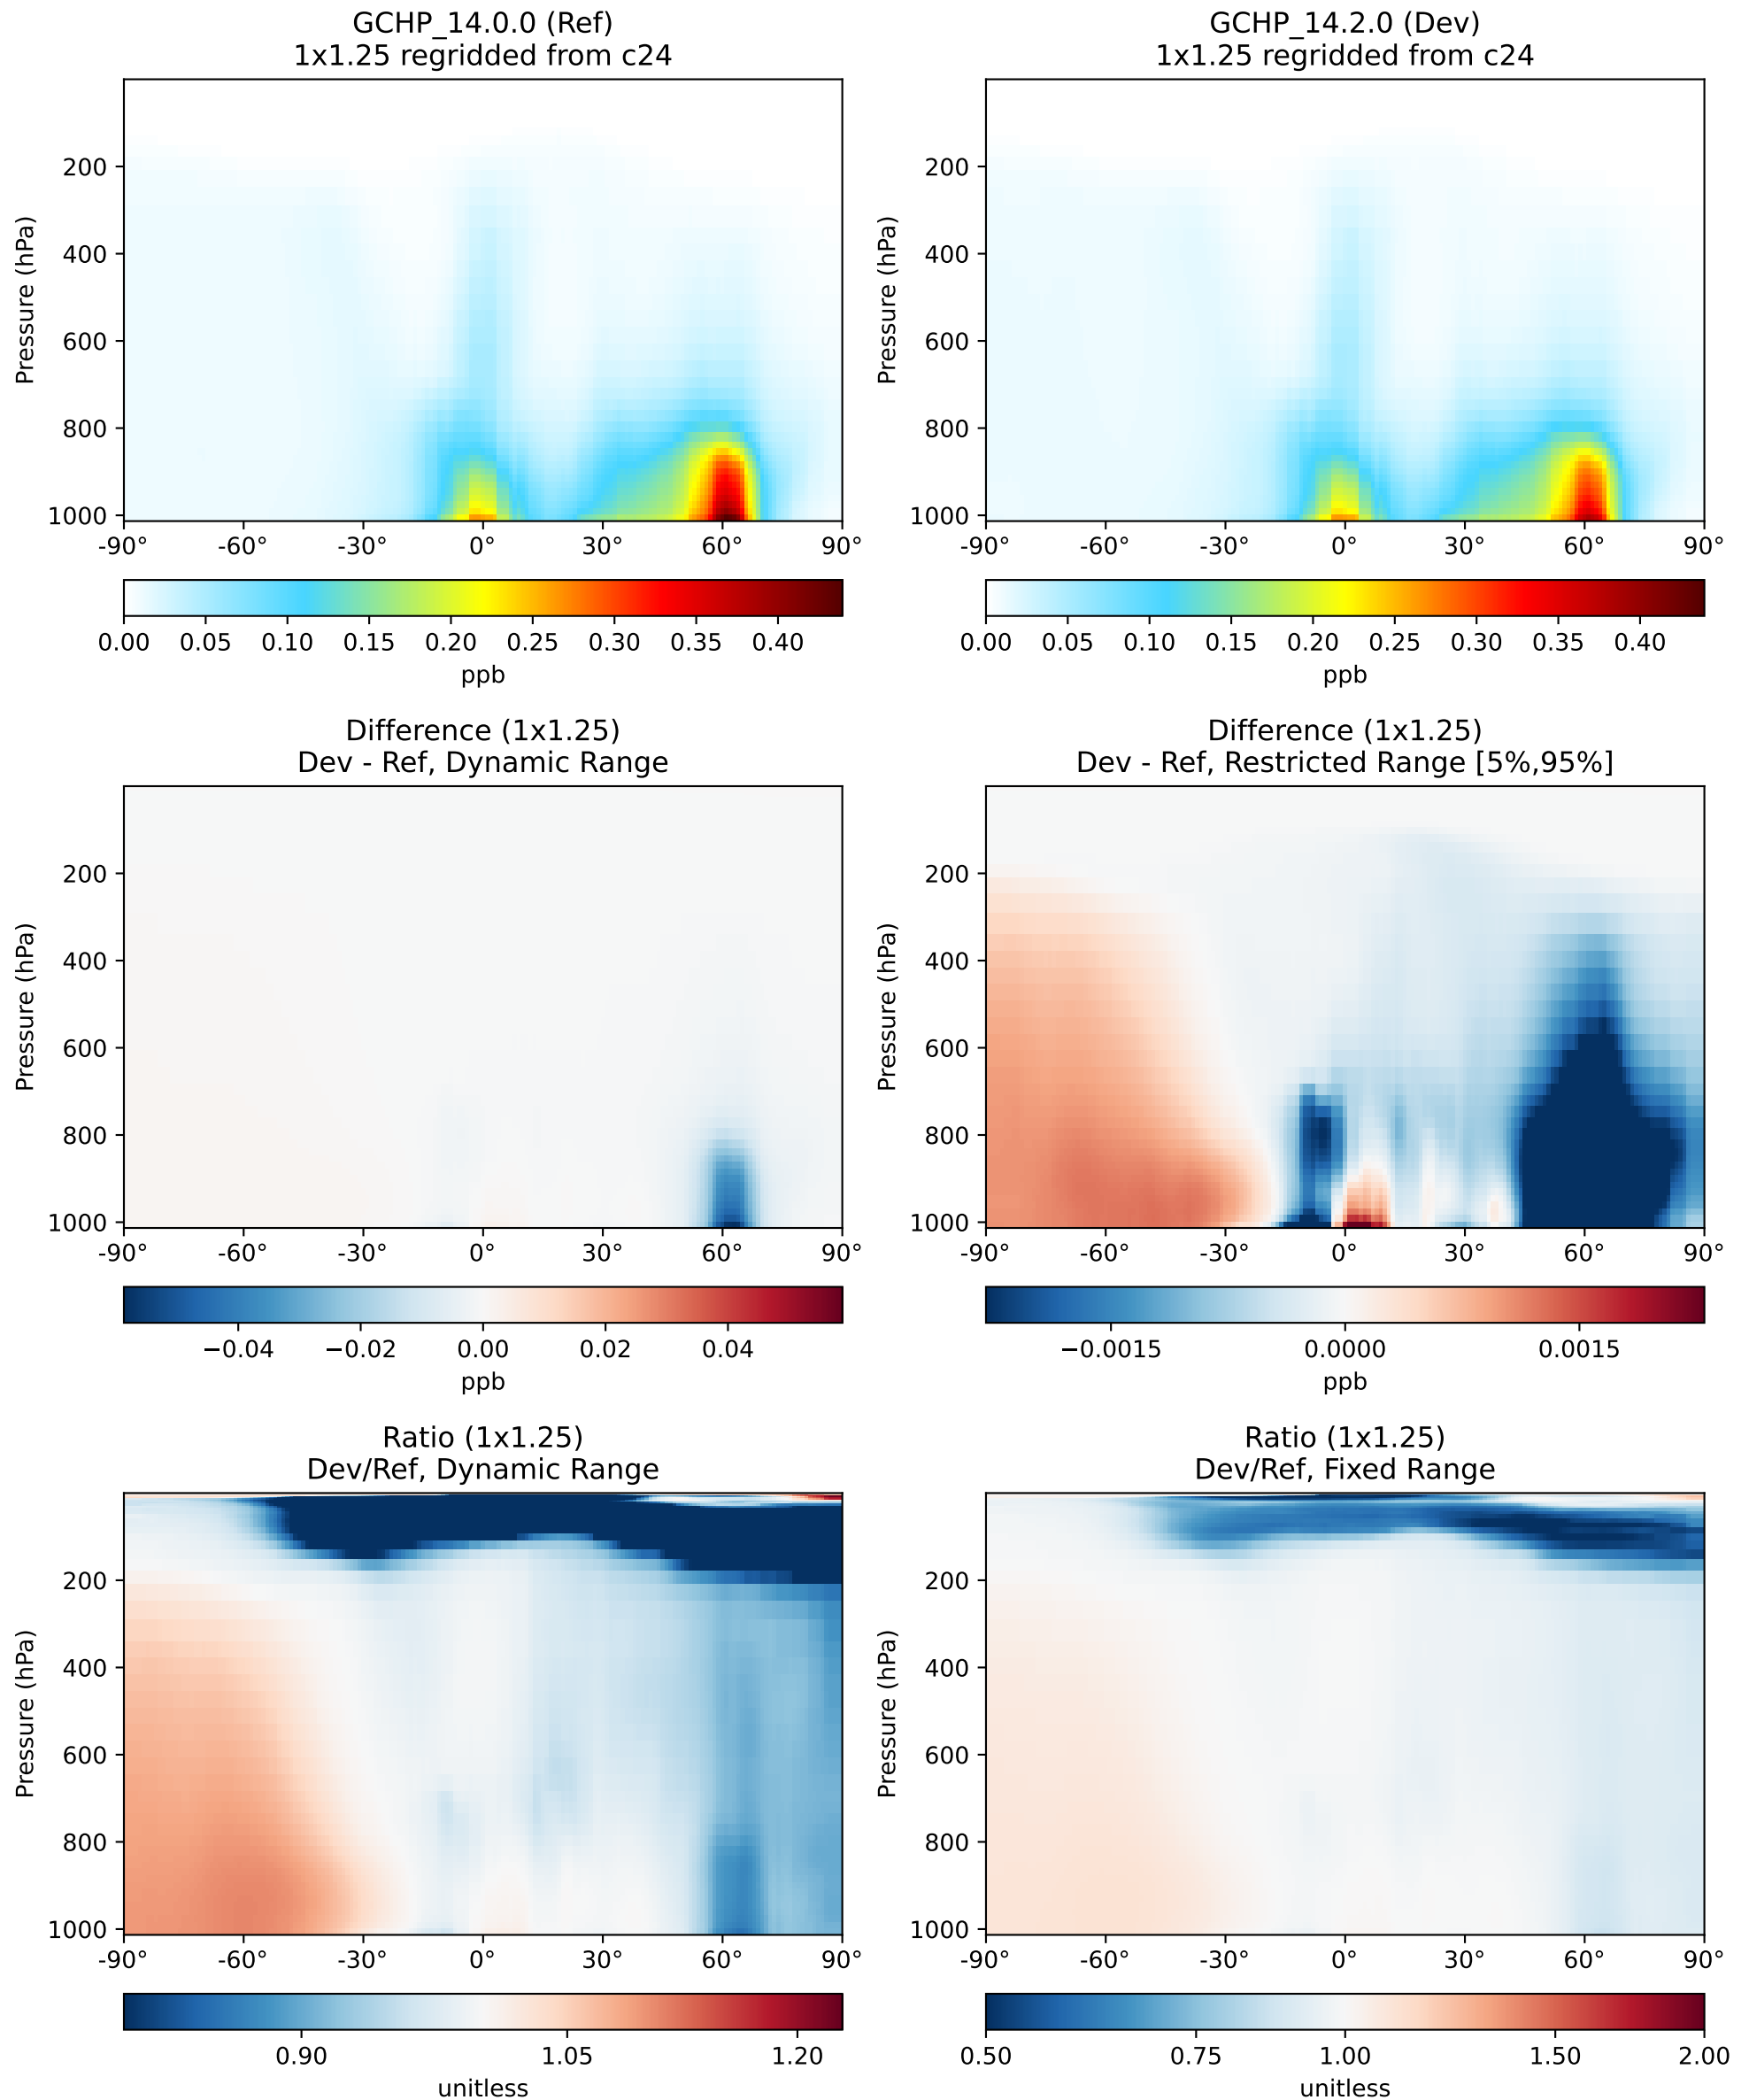 GCHP_14.0.0 (Ref)
1x1.25 regridded from c24
Pressure (hPa)
200
400
600
800
1000
-90° -60° -30° 0° 30° 60° 90°
0.00 0.05 0.10 0.15 0.20 0.25 0.30 0.35 0.40
ppb
GCHP_14.2.0 (Dev)
1x1.25 regridded from c24
Pressure (hPa)
200
400
600
800
1000
-90° -60° -30° 0° 30° 60° 90°
0.00 0.05 0.10 0.15 0.20 0.25 0.30 0.35 0.40
ppb
Difference (1x1.25)
Dev - Ref, Dynamic Range
Pressure (hPa)
200
400
600
800
1000
-90° -60° -30° 0° 30° 60° 90°
−0.04 −0.02 0.00 0.02 0.04
ppb
Difference (1x1.25)
Dev - Ref, Restricted Range [5%,95%]
Pressure (hPa)
200
400
600
800
1000
-90° -60° -30° 0° 30° 60° 90°
−0.0015 0.0000 0.0015
ppb
Ratio (1x1.25)
Dev/Ref, Dynamic Range
Pressure (hPa)
200
400
600
800
1000
-90° -60° -30° 0° 30° 60° 90°
0.90 1.05 1.20
unitless
Ratio (1x1.25)
Dev/Ref, Fixed Range
Pressure (hPa)
200
400
600
800
1000
-90° -60° -30° 0° 30° 60° 90°
0.50 0.75 1.00 1.50 2.00
unitless